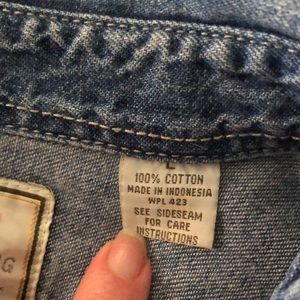 L
100% COTTON
MADE IN INDONESIA
WPL 423
SEE SIDESEAM
FOR CARE
INSTRUCTIONS